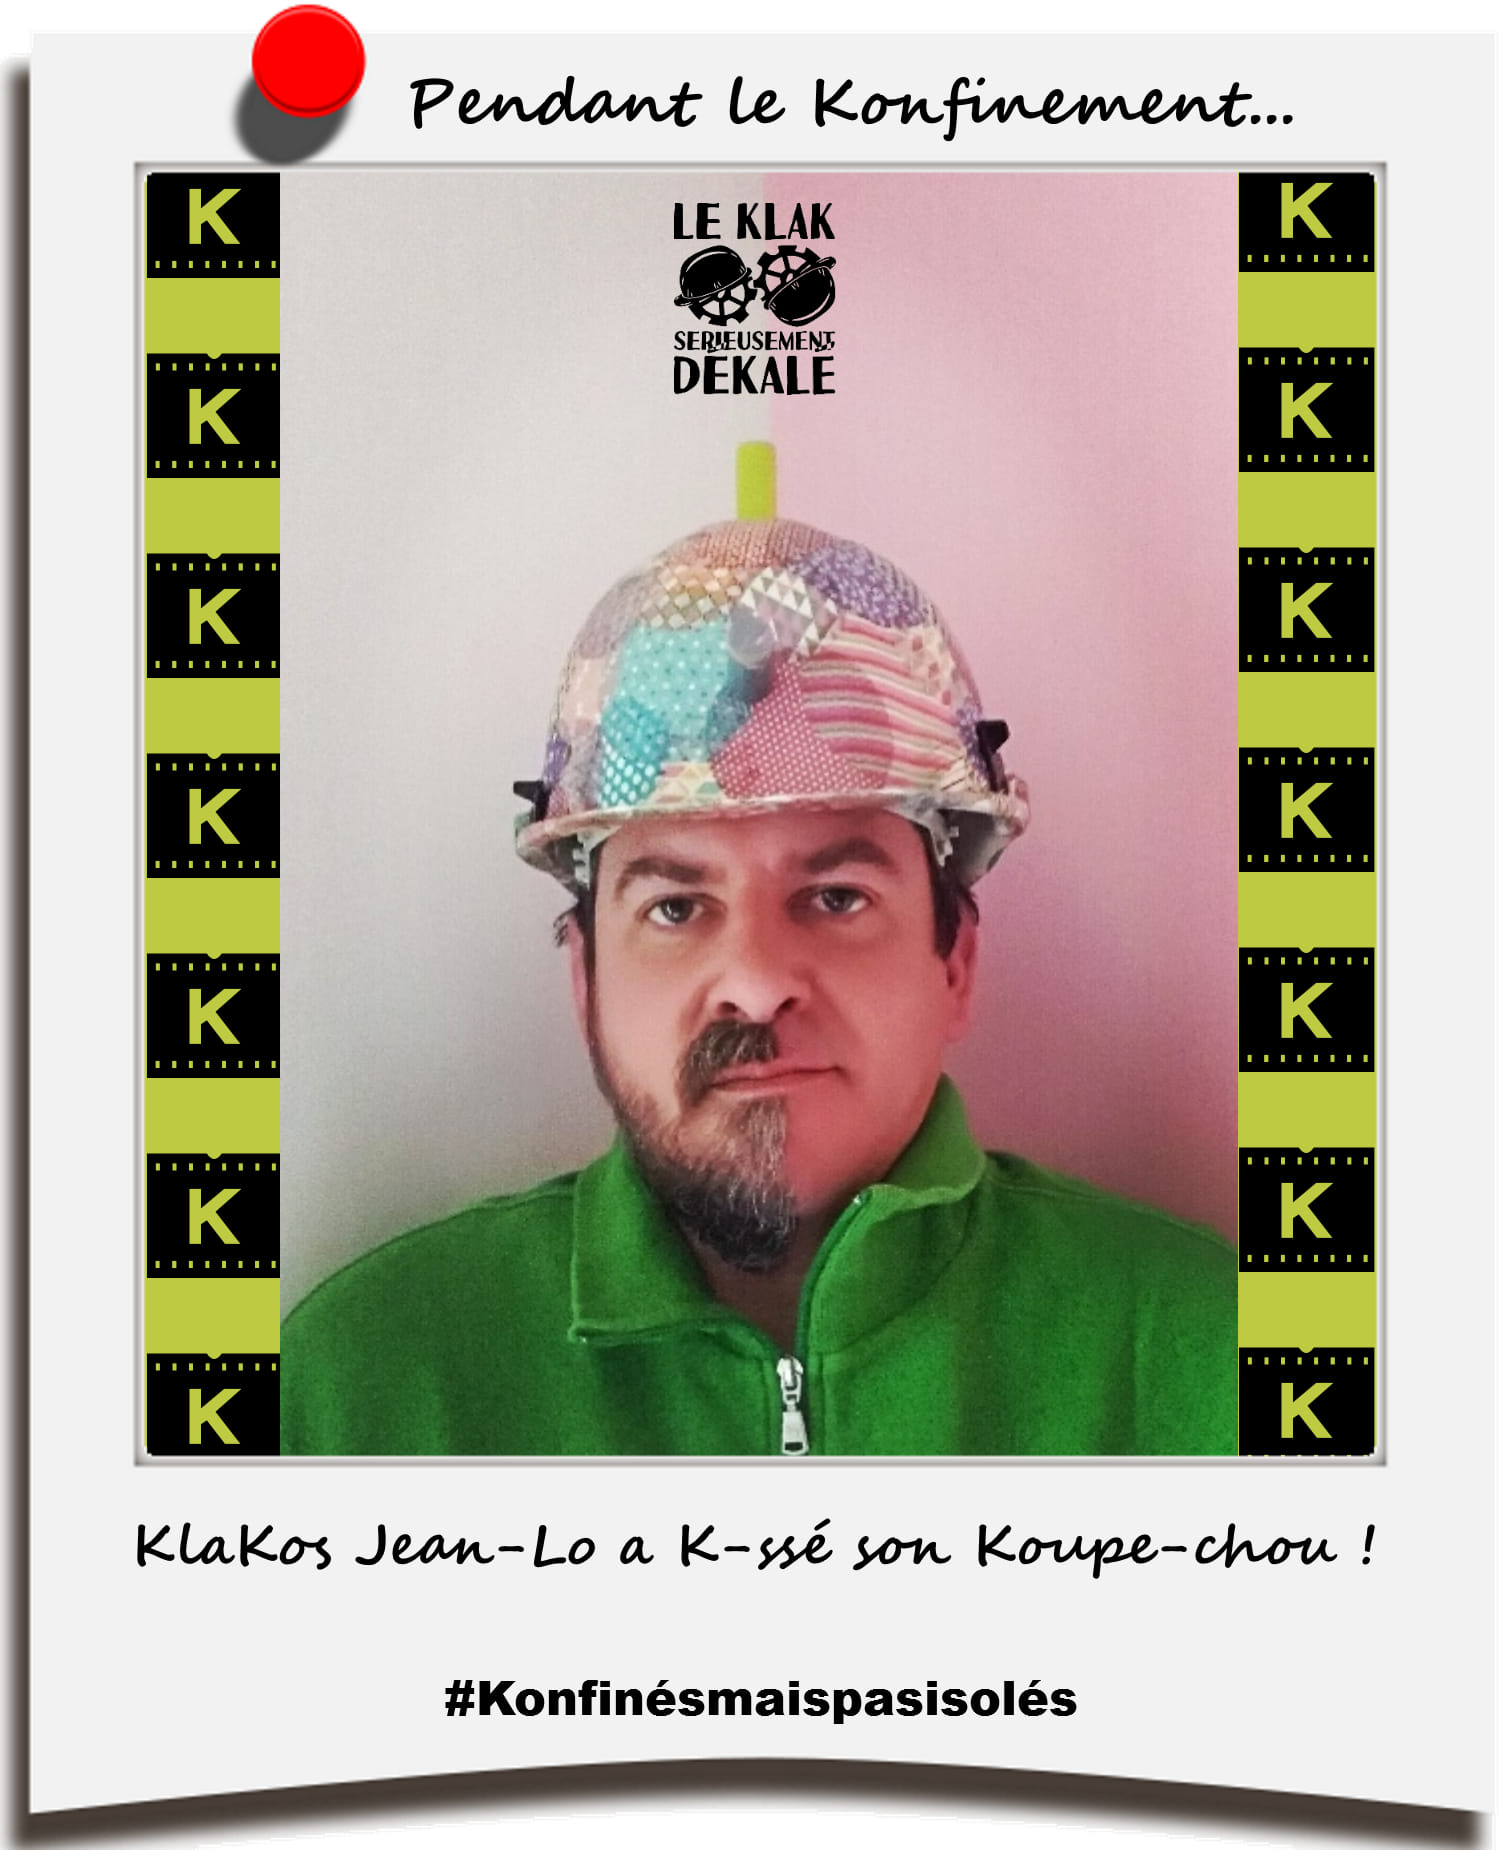 Pendant le Konfinement...
LE KLAK
SERIEUSEMENT
DEKALE
K K
K K
K K
K K
K K
K K
K K
KlaKos Jean-Lo a K-ssé son Koupe-chou !
#Konfinésmaispasisolés